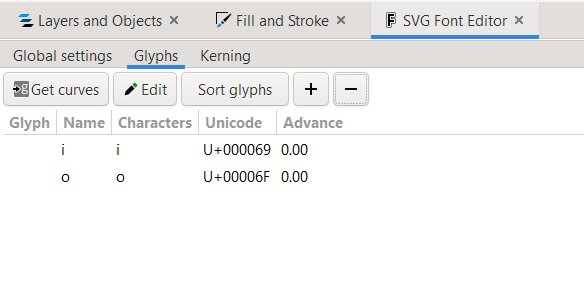 Layers and Objects × Fill and Stroke × SVG Font Editor ×
Global settings Glyphs Kerning
Get curves Edit Sort glyphs + −
Glyph Name Characters Unicode Advance
i i U+000069 0.00
o o U+00006F 0.00